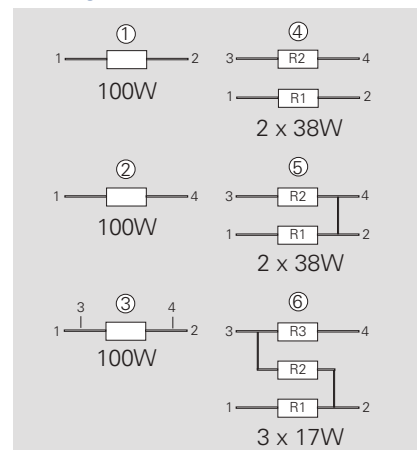 ① ④
1 2 3 R2 4
100W 1 R1 2
2 x 38W
② ⑤
1 4 3 R2 4
100W 1 R1 2
2 x 38W
③ ⑥
3 4
1 2 3 R3 4
100W R2
1 R1 2
3 x 17W